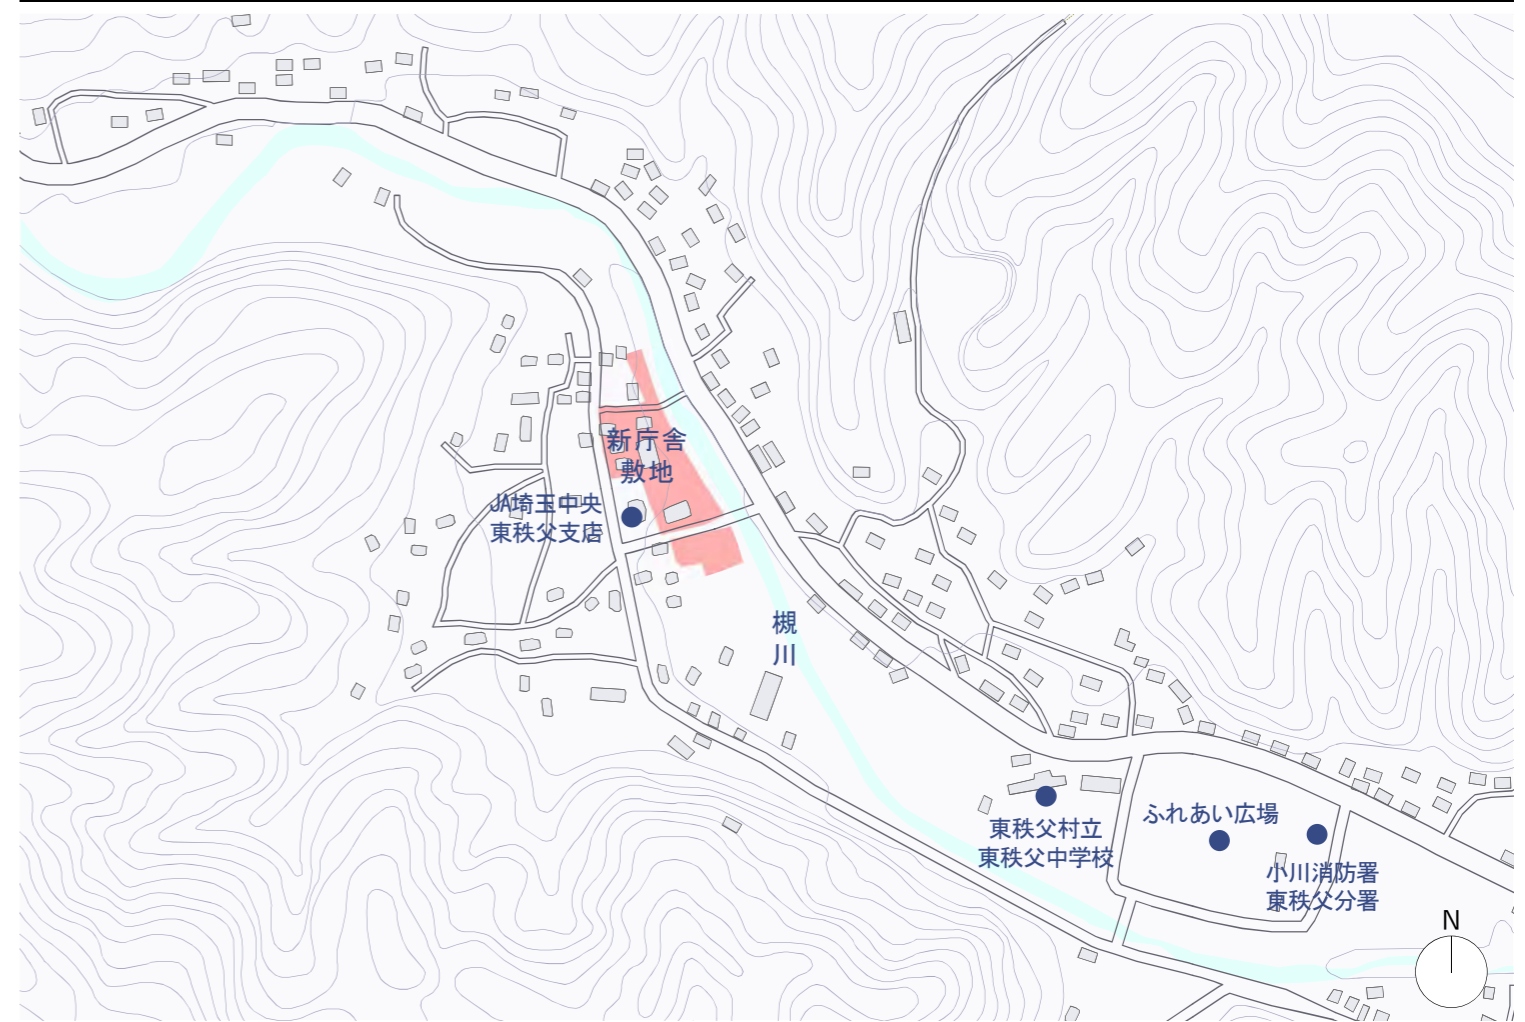 新庁舎
敷地
JA埼玉中央
東秩父支店
槻川
東秩父村立
東秩父中学校
ふれあい広場
小川消防署
東秩父分署
N